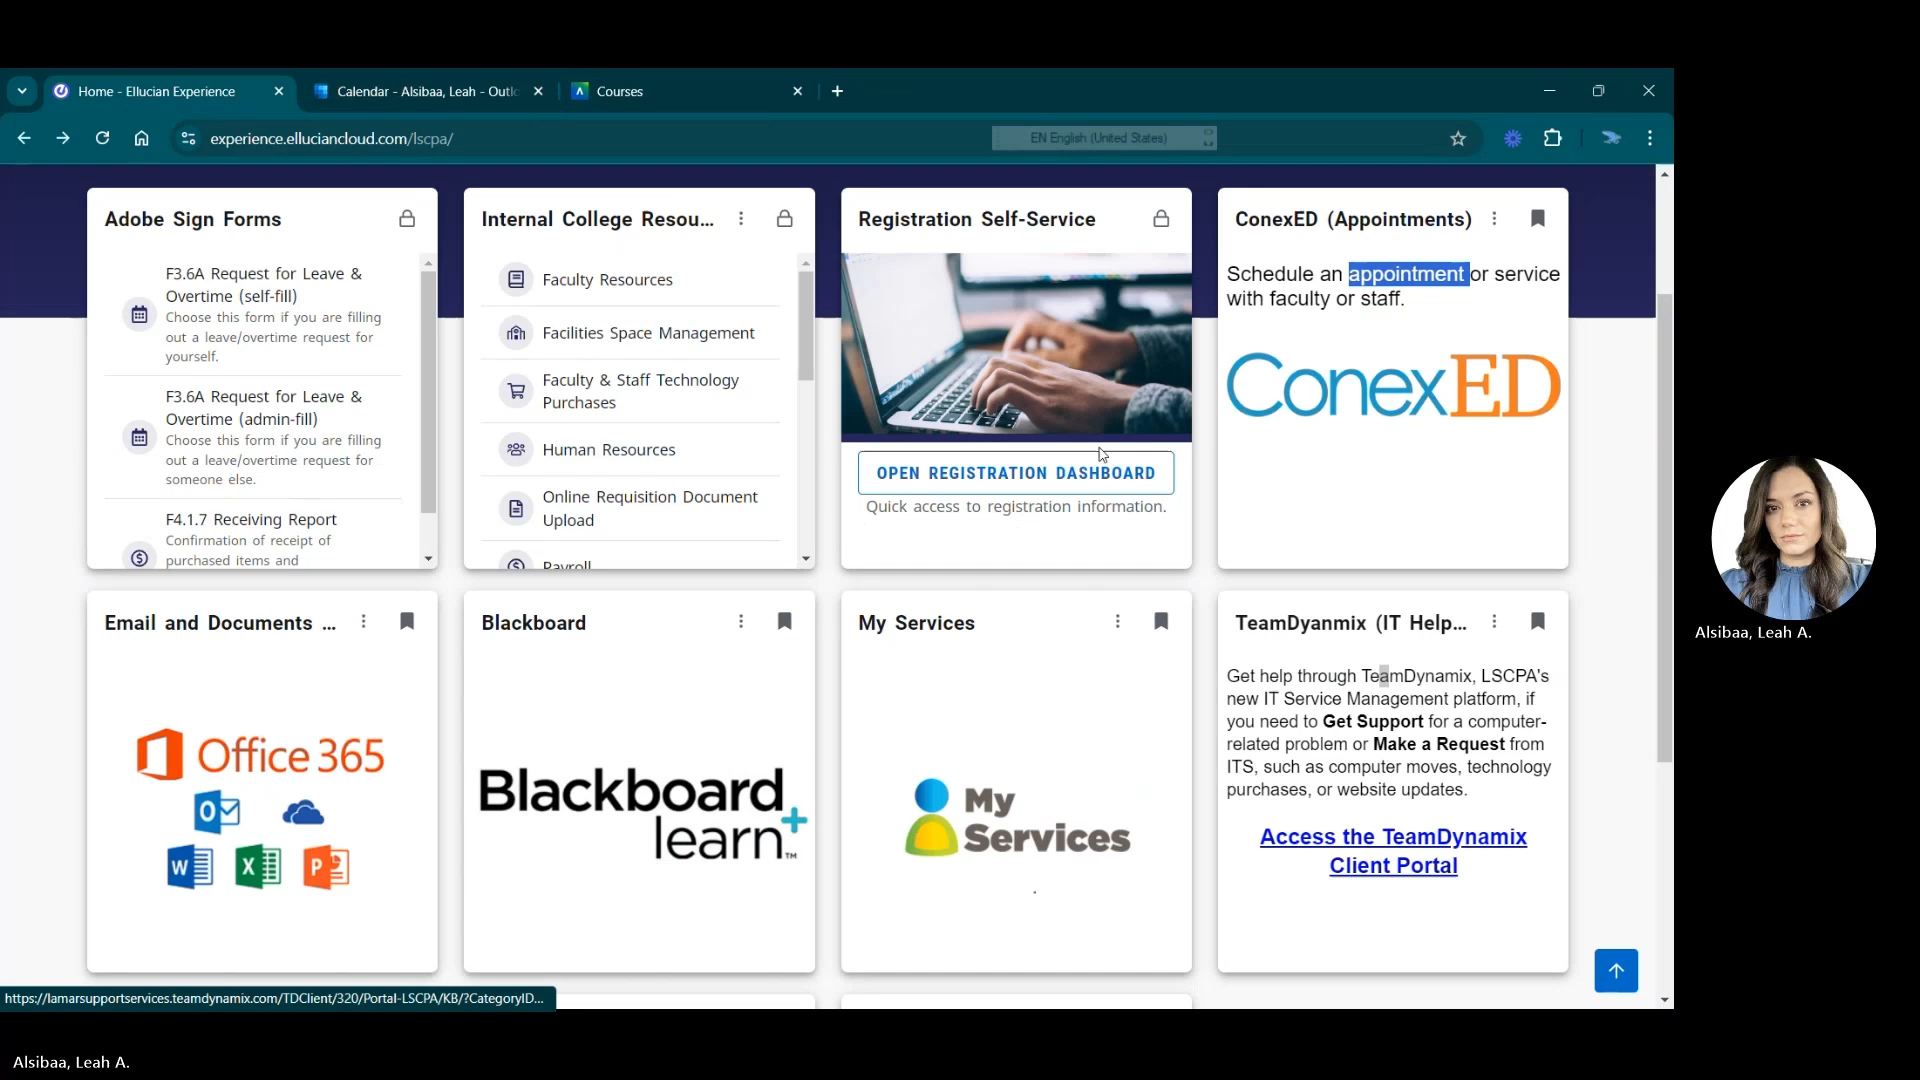 Home - Ellucian Experience
Calendar - Alsibaa, Leah - Outlo
Courses
experience.elluciancloud.com/lscpa/
EN English (United States)
Adobe Sign Forms
F3.6A Request for Leave &
Overtime (self-fill)
Choose this form if you are filling
out a leave/overtime request for
yourself.
F3.6A Request for Leave &
Overtime (admin-fill)
Choose this form if you are filling
out a leave/overtime request for
someone else.
F4.1.7 Receiving Report
Confirmation of receipt of
purchased items and
Internal College Resou...
Faculty Resources
Facilities Space Management
Faculty & Staff Technology
Purchases
Human Resources
Online Requisition Document
Upload
Payroll
Registration Self-Service
OPEN REGISTRATION DASHBOARD
Quick access to registration information.
ConexED (Appointments)
Schedule an appointment or service
with faculty or staff.
ConexED
Email and Documents ...
Office 365
Blackboard
Blackboard
learn+™
My Services
My
Services
TeamDyanmix (IT Help...
Get help through TeamDynamix, LSCPA's
new IT Service Management platform, if
you need to Get Support for a computer-
related problem or Make a Request from
ITS, such as computer moves, technology
purchases, or website updates.
Access the TeamDynamix
Client Portal
https://lamarsupportservices.teamdynamix.com/TDClient/320/Portal-LSCPA/KB/?CategoryID...
Alsibaa, Leah A.
Alsibaa, Leah A.